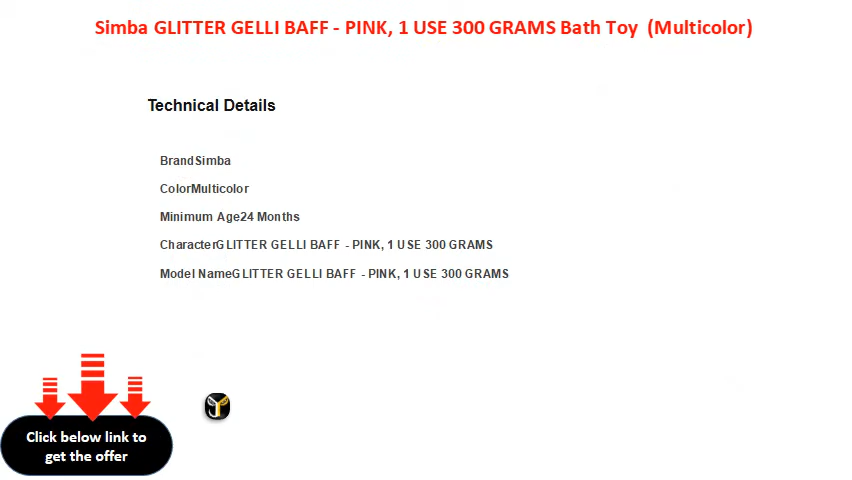 Simba GLITTER GELLI BAFF - PINK, 1 USE 300 GRAMS Bath Toy  (Multicolor)
Technical Details
BrandSimba
ColorMulticolor
Minimum Age24 Months
CharacterGLITTER GELLI BAFF - PINK, 1 USE 300 GRAMS
Model NameGLITTER GELLI BAFF - PINK, 1 USE 300 GRAMS
Click below link to
get the offer